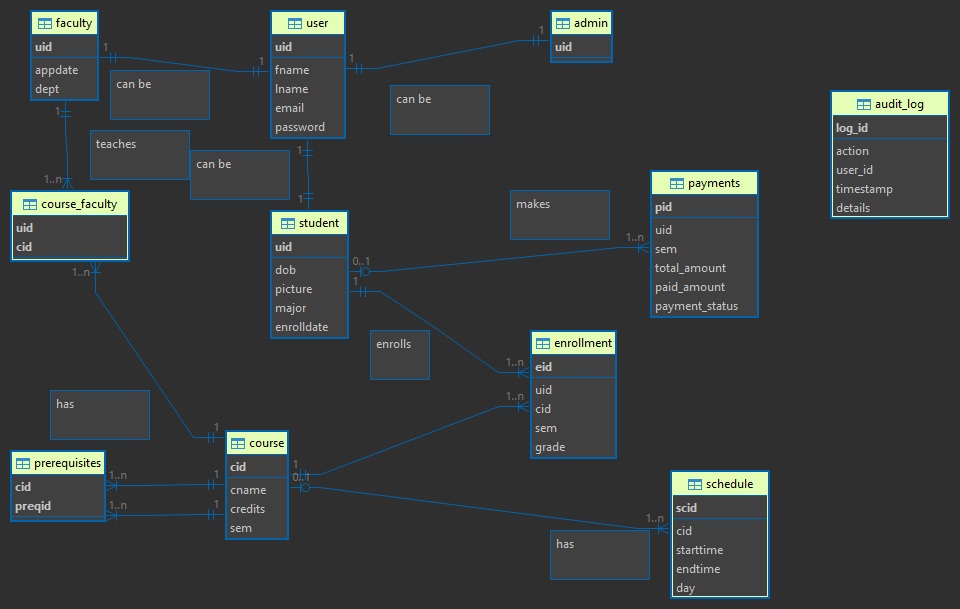 faculty
uid
appdate
dept
user
uid
fname
lname
email
password
admin
uid
audit_log
log_id
action
user_id
timestamp
details
1
1
1
1
can be
can be
1
teaches
can be
1
1..n
1
course_faculty
uid
cid
1..n
student
uid
dob
picture
major
enrolldate
makes
payments
pid
uid
sem
total_amount
paid_amount
payment_status
0..1
1..n
1
enrolls
1..n
1..n
enrollment
eid
uid
cid
sem
grade
has
1
prerequisites
cid
preqid
1..n
1..n
1
1
course
cid
cname
credits
sem
1
0..1
1..n
has
schedule
scid
cid
starttime
endtime
day